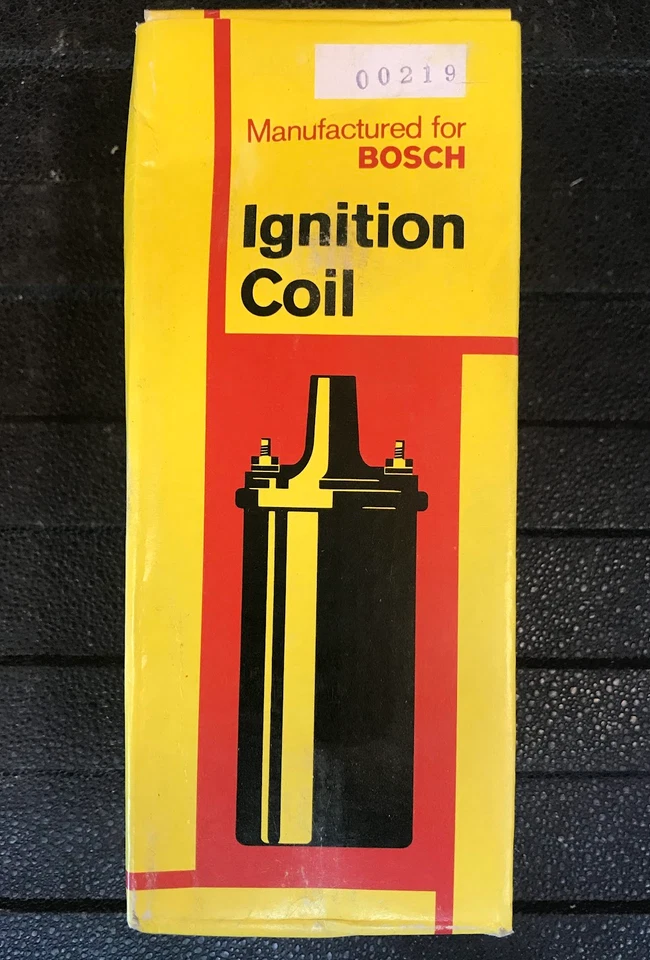 00219
Manufactured for
BOSCH
Ignition
Coil